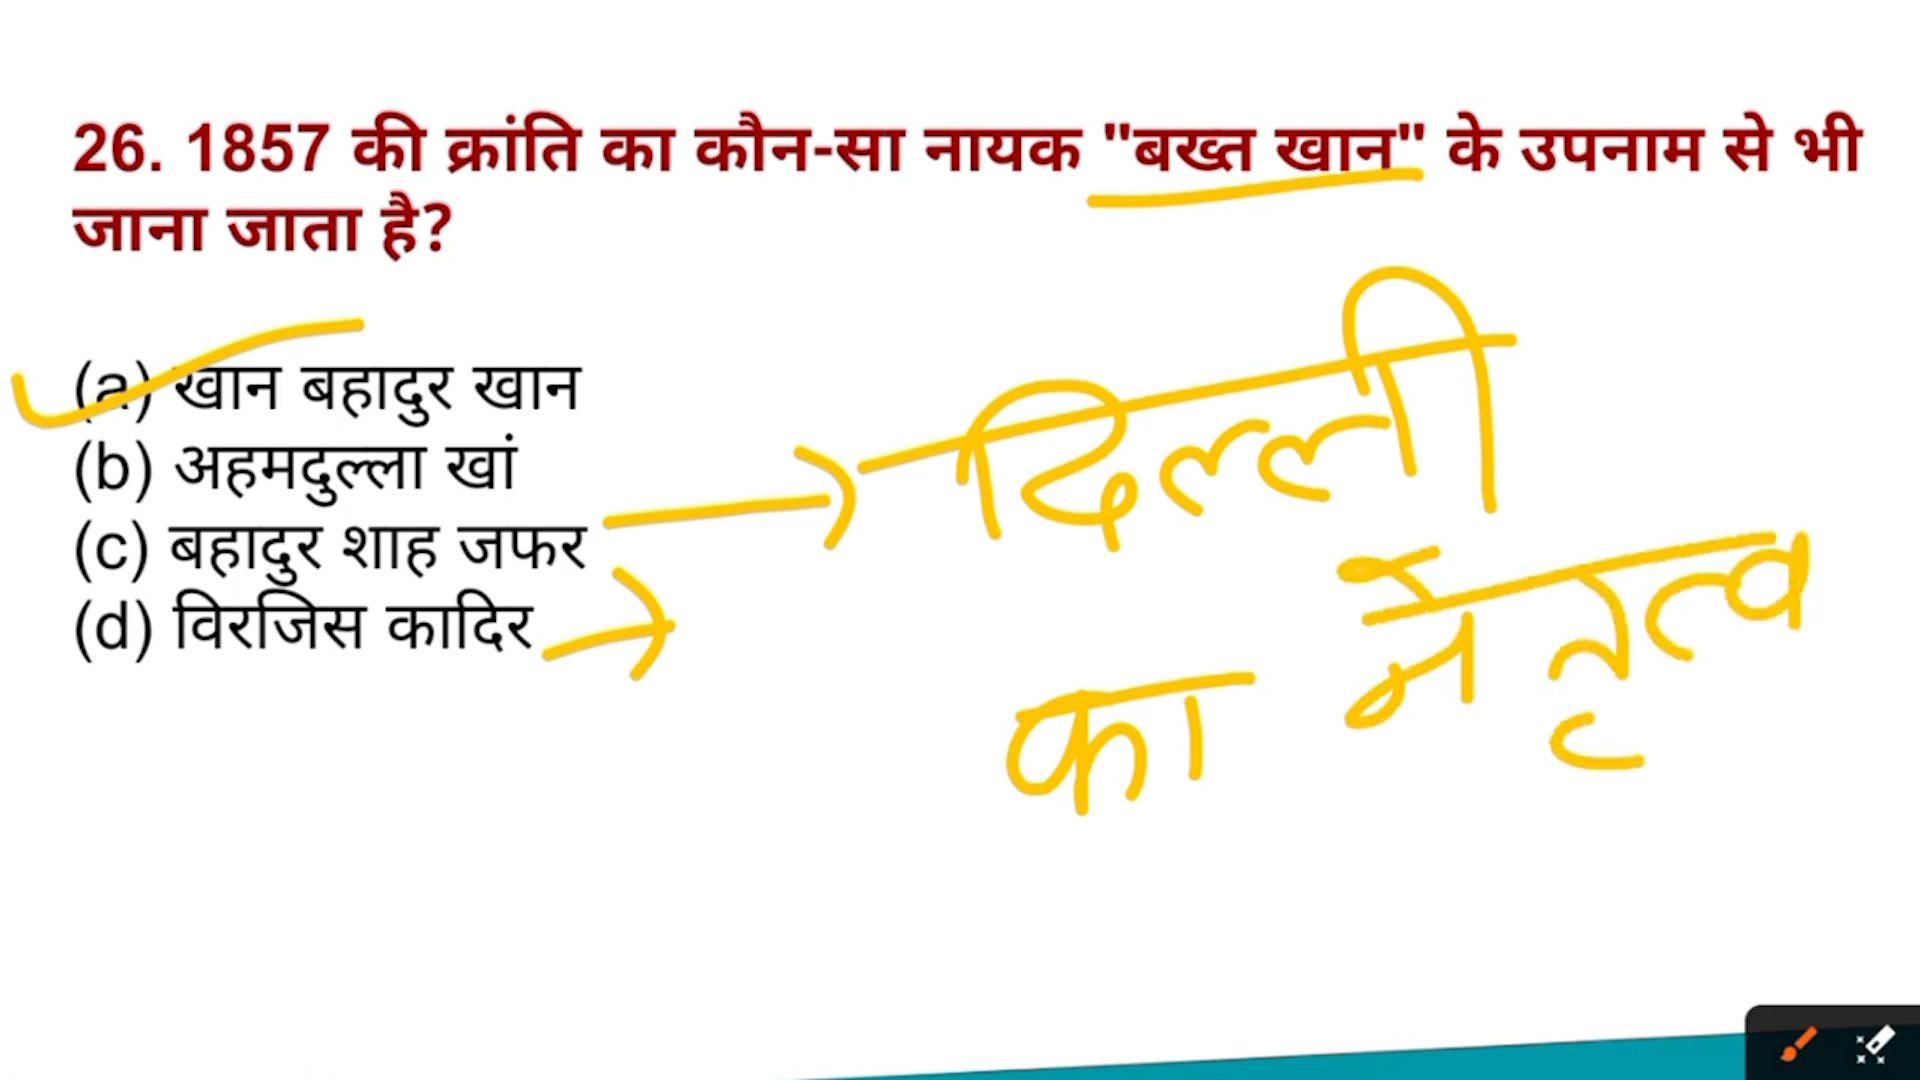 26. 1857 की क्रांति का कौन-सा नायक "बख्त खान" के उपनाम से भी
जाना जाता है?
(a) खान बहादुर खान
(b) अहमदुल्ला खां
(c) बहादुर शाह जफर
(d) विरजिस कादिर
दिल्ली
का नेतृत्व